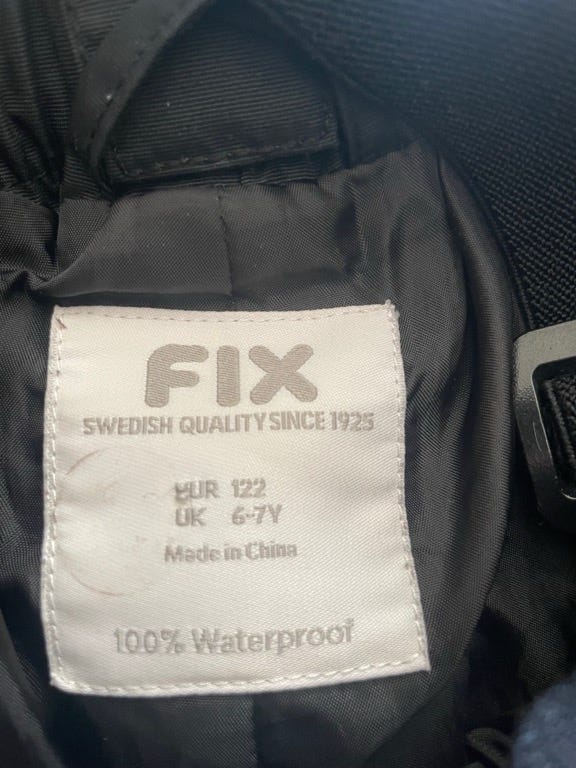 FIX
SWEDISH QUALITY SINCE 1925
EUR 122
UK 6-7Y
Made in China
100% Waterproof